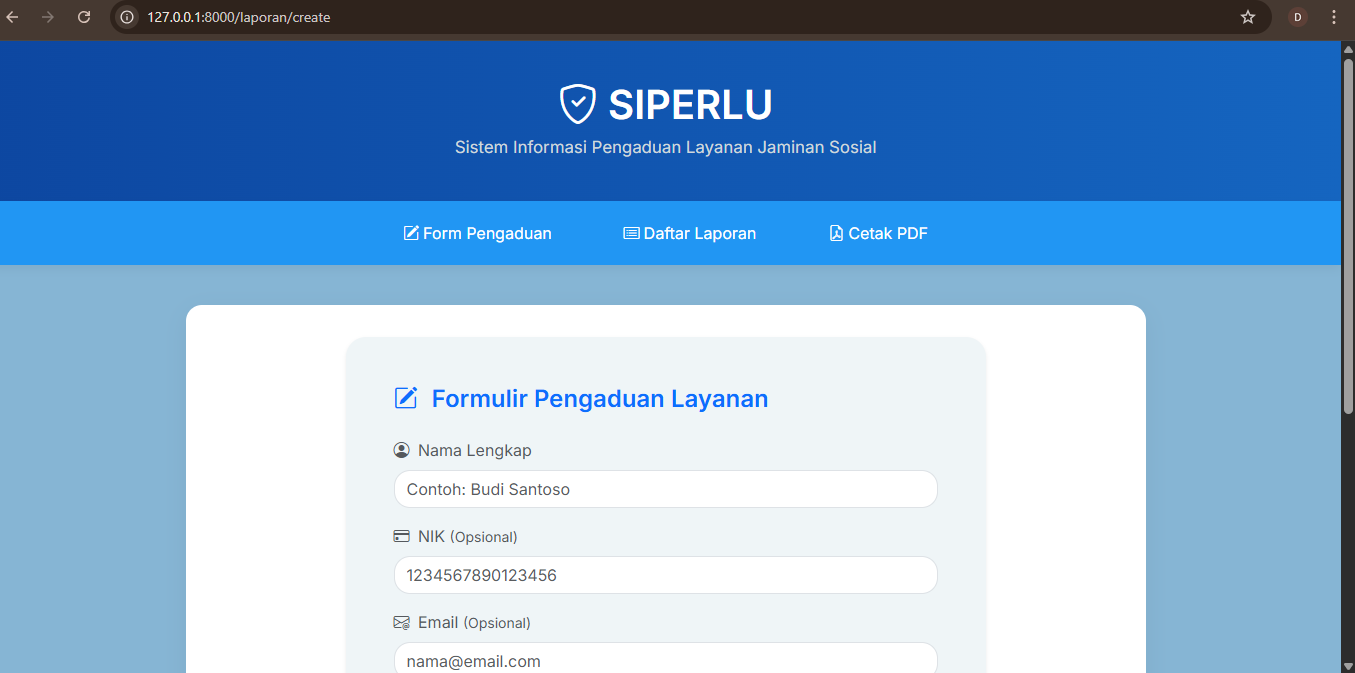 127.0.0.1:8000/laporan/create
D
SIPERLU
Sistem Informasi Pengaduan Layanan Jaminan Sosial
Form Pengaduan
Daftar Laporan
Cetak PDF
Formulir Pengaduan Layanan
Nama Lengkap
Contoh: Budi Santoso
NIK (Opsional)
1234567890123456
Email (Opsional)
nama@email.com